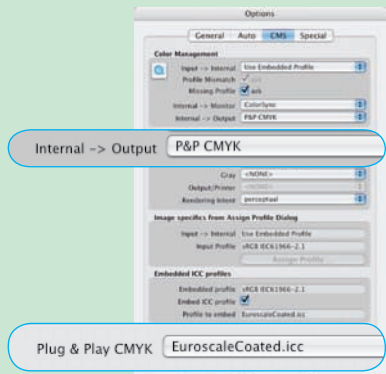 Options
General Auto CMS Special
Color Management
Input -> Internal Use Embedded Profile
Profile Mismatch ask
Missing Profile ask
Internal -> Monitor ColorSync
Internal -> Output P&P CMYK
Internal -> Output P&P CMYK
Gray <NONE>
Output/Printer <NONE>
Rendering Intent perceptual
Image specifics from Assign Profile Dialog
Input -> Internal Use Embedded Profile
Input Profile sRGB IEC61966-2.1
Assign Profile
Embedded ICC profiles
Embedded profile sRGB IEC61966-2.1
Embed ICC profile
Profile to embed EuroscaleCoated.icc
Plug & Play CMYK EuroscaleCoated.icc